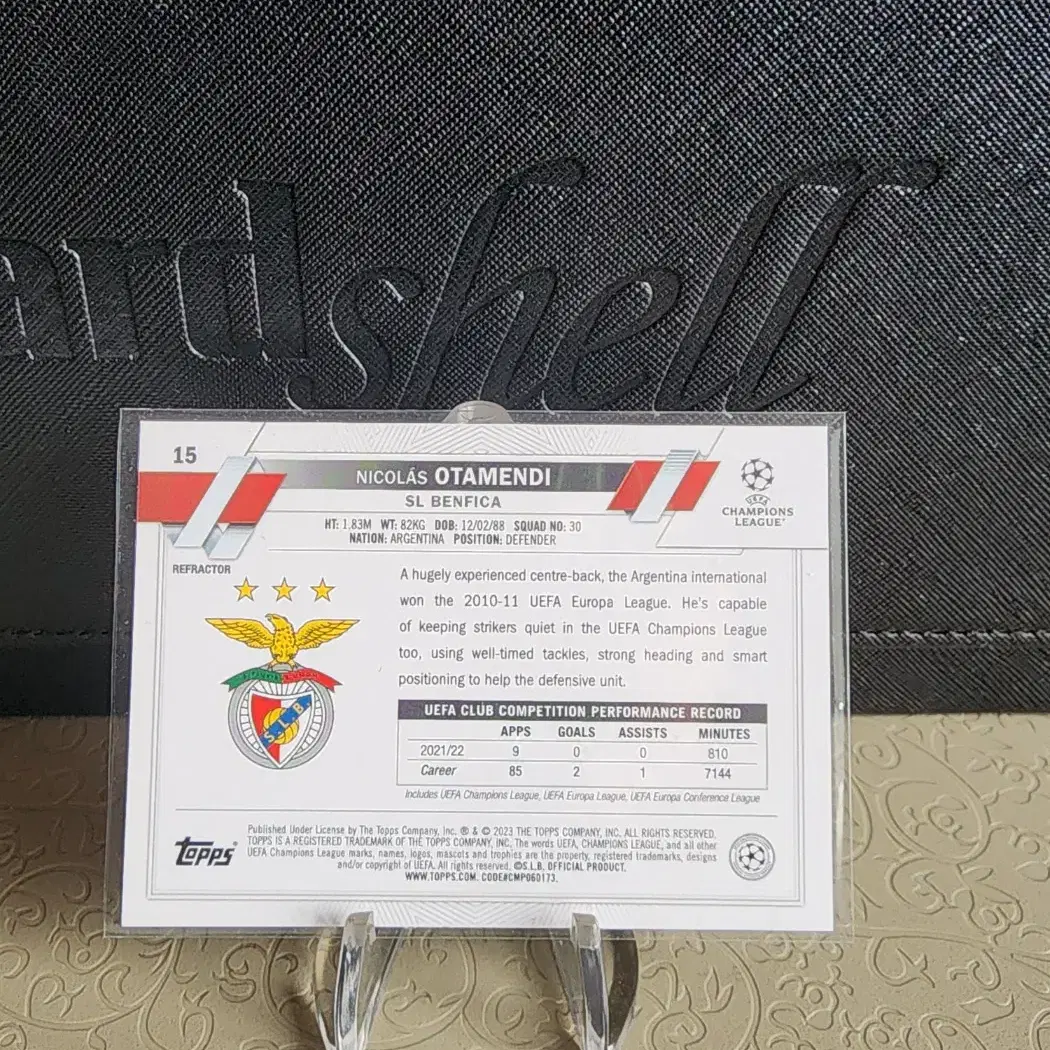 ard shell
15
NICOLÁS OTAMENDI
SL BENFICA
HT: 1.83M WT: 82KG DOB: 12/02/88 SQUAD NO: 30
NATION: ARGENTINA POSITION: DEFENDER
UEFA
CHAMPIONS
LEAGUE
REFRACTOR
A hugely experienced centre-back, the Argentina international
won the 2010-11 UEFA Europa League. He's capable
of keeping strikers quiet in the UEFA Champions League
too, using well-timed tackles, strong heading and smart
positioning to help the defensive unit.
S.L.B
UEFA CLUB COMPETITION PERFORMANCE RECORD
APPS GOALS ASSISTS MINUTES
2021/22 9 0 0 810
Career 85 2 1 7144
Includes UEFA Champions League, UEFA Europa League, UEFA Europa Conference League
topps®
Published Under License by The Topps Company, Inc. ® & © 2023 THE TOPPS COMPANY, INC. ALL RIGHTS RESERVED.
TOPPS IS A REGISTERED TRADEMARK OF THE TOPPS COMPANY, INC. The words UEFA, CHAMPIONS LEAGUE, and all other
UEFA Champions League marks, names, logos, mascots and trophies are the property, registered trademarks, designs
and/or copyright of UEFA. All rights reserved. ©S.L.B. OFFICIAL PRODUCT.
WWW.TOPPS.COM. CODE#CMP060173.